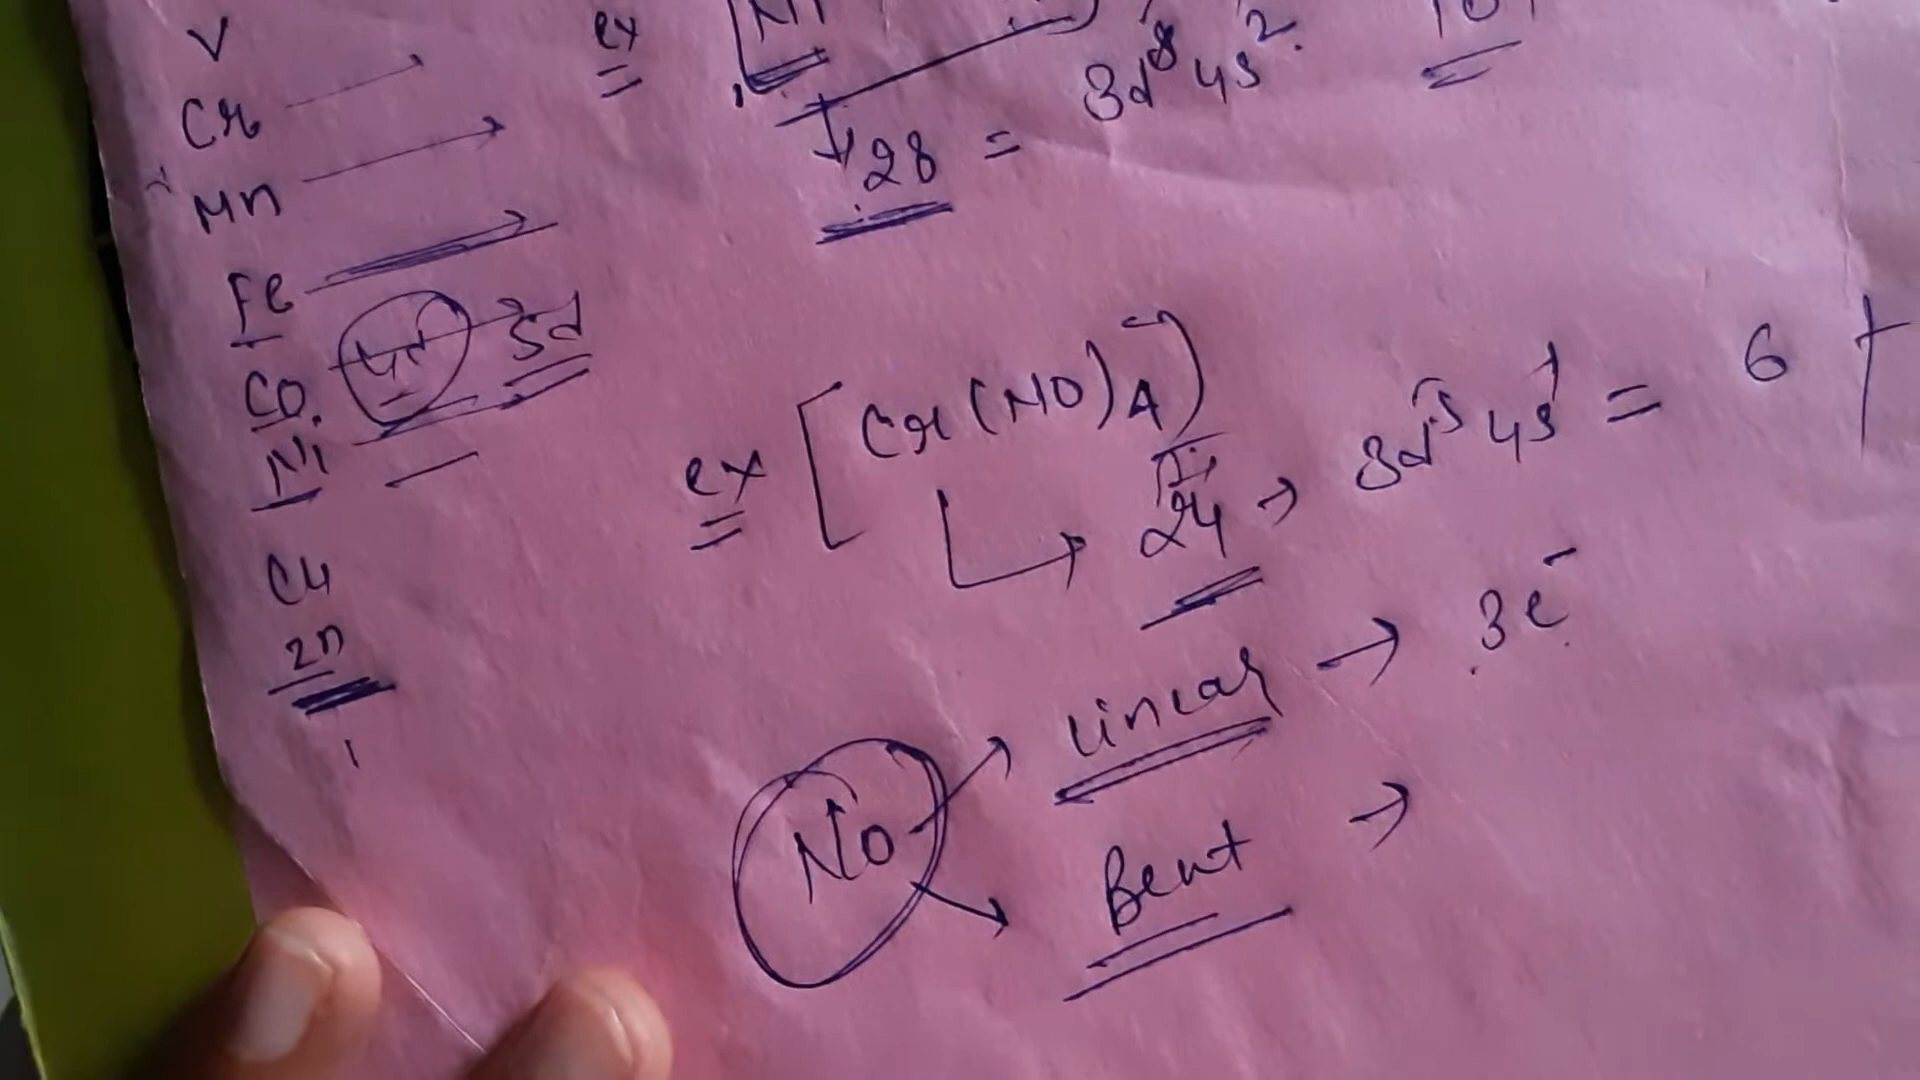 V
Cr →
Mn →
Fe →
Co. 4d → 3d
Ni
Cu
Zn
ex
28 = 3d⁸ 4s².
ex [Cr(NO)4]
24 → 3d⁵ 4s¹ = 6 +
NO → Linear → 3e⁻
→ Bent →